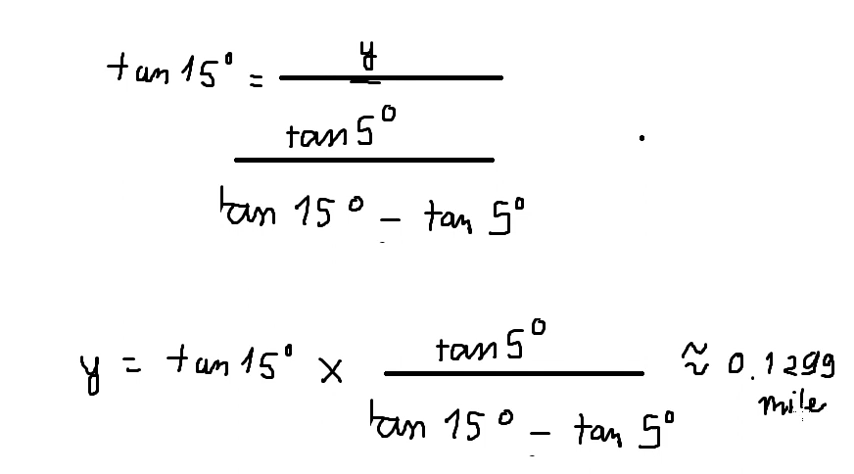 tan 15° = y
tan 5°
tan 15° - tan 5°
y = tan 15° × tan 5° ≈ 0.1299
tan 15° - tan 5° mile